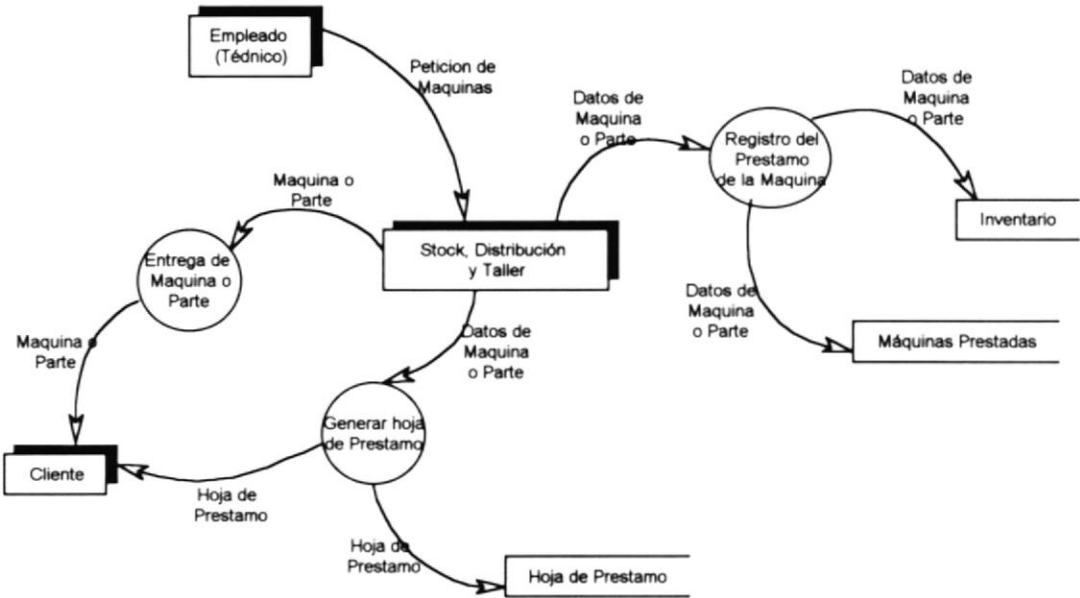 Empleado
(Tédnico)
Peticion de
Maquinas
Datos de
Maquina
o Parte
Registro del
Prestamo
de la Maquina
Datos de
Maquina
o Parte
Inventario
Maquina o
Parte
Stock, Distribución
y Taller
Entrega de
Maquina o
Parte
Datos de
Maquina
o Parte
Máquinas Prestadas
Maquina o
Parte
Datos de
Maquina
o Parte
Generar hoja
de Prestamo
Cliente
Hoja de
Prestamo
Hoja de
Prestamo
Hoja de Prestamo